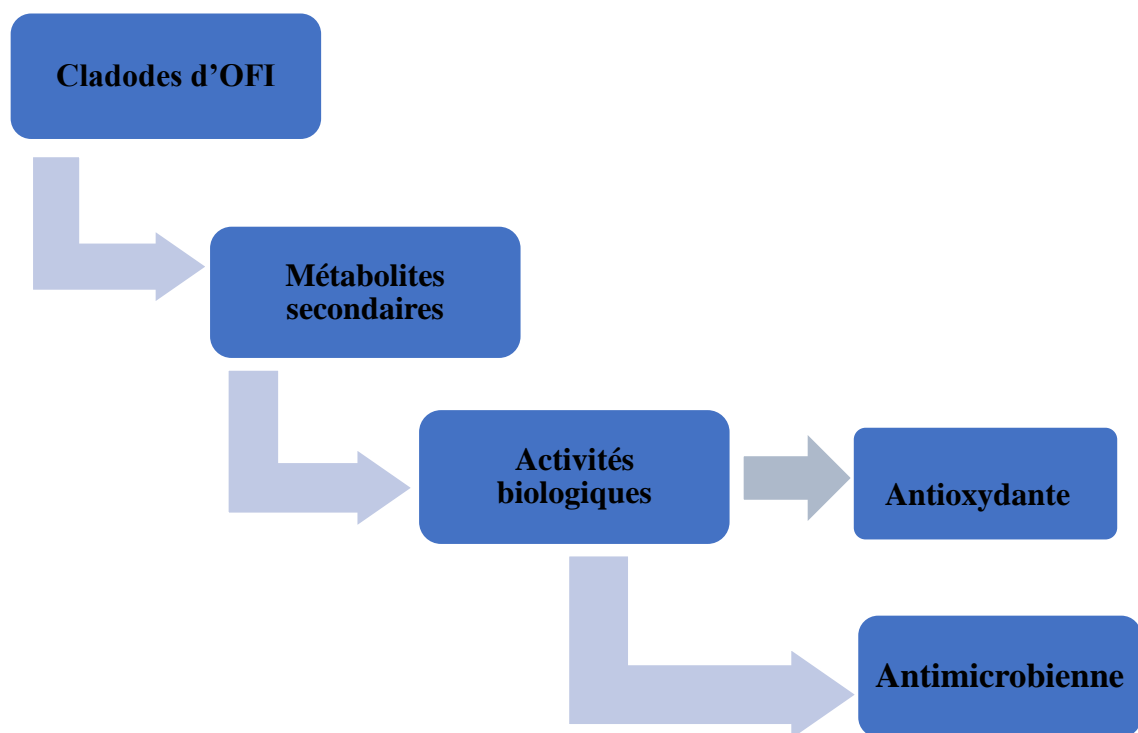 Cladodes d’OFI
Métabolites
secondaires
Activités
biologiques
Antioxydante
Antimicrobienne